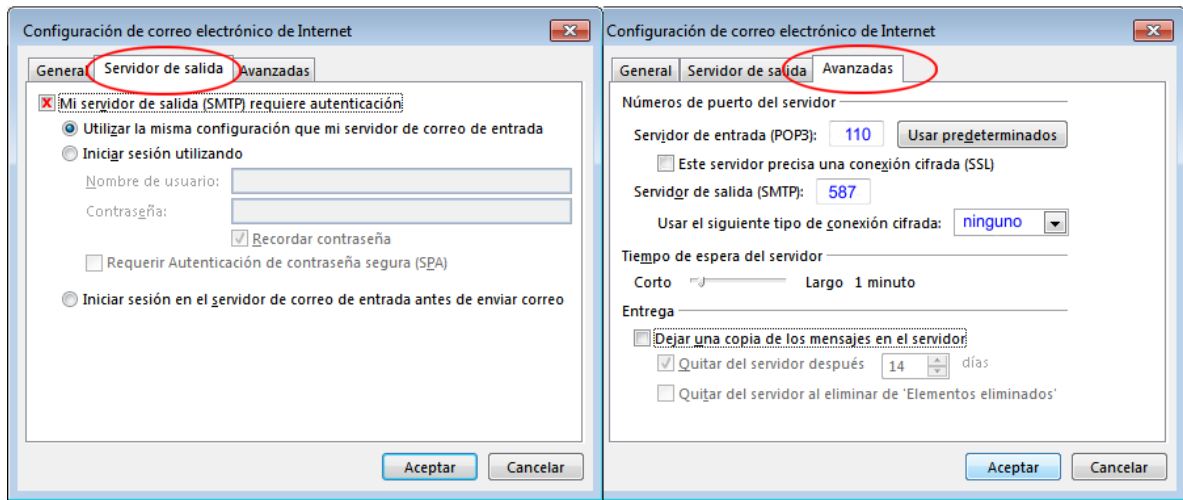 Configuración de correo electrónico de Internet
General Servidor de salida Avanzadas
Mi servidor de salida (SMTP) requiere autenticación
Utilizar la misma configuración que mi servidor de correo de entrada
Iniciar sesión utilizando
Nombre de usuario:
Contraseña:
Recordar contraseña
Requerir Autenticación de contraseña segura (SPA)
Iniciar sesión en el servidor de correo de entrada antes de enviar correo
Aceptar Cancelar
Configuración de correo electrónico de Internet
General Servidor de salida Avanzadas
Números de puerto del servidor
Servidor de entrada (POP3): 110 Usar predeterminados
Este servidor precisa una conexión cifrada (SSL)
Servidor de salida (SMTP): 587
Usar el siguiente tipo de conexión cifrada: ninguno
Tiempo de espera del servidor
Corto Largo 1 minuto
Entrega
Dejar una copia de los mensajes en el servidor
Quitar del servidor después 14 días
Quitar del servidor al eliminar de 'Elementos eliminados'
Aceptar Cancelar